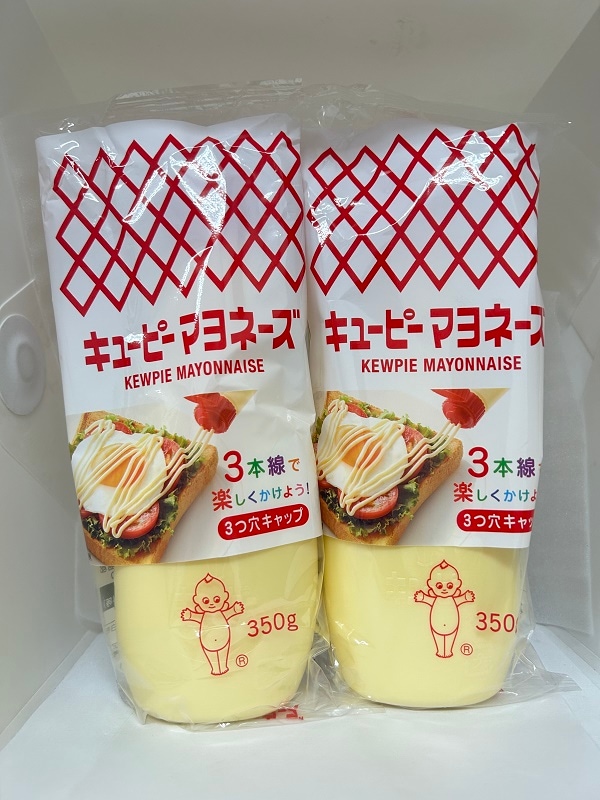 キューピーマヨネーズ
KEWPIE MAYONNAISE
3本線で
楽しくかけよう!
3つ穴キャップ
350g
®
キューピーマヨネーズ
KEWPIE MAYONNAISE
3本線
楽しくかけよ
3つ穴キャッ
350
®